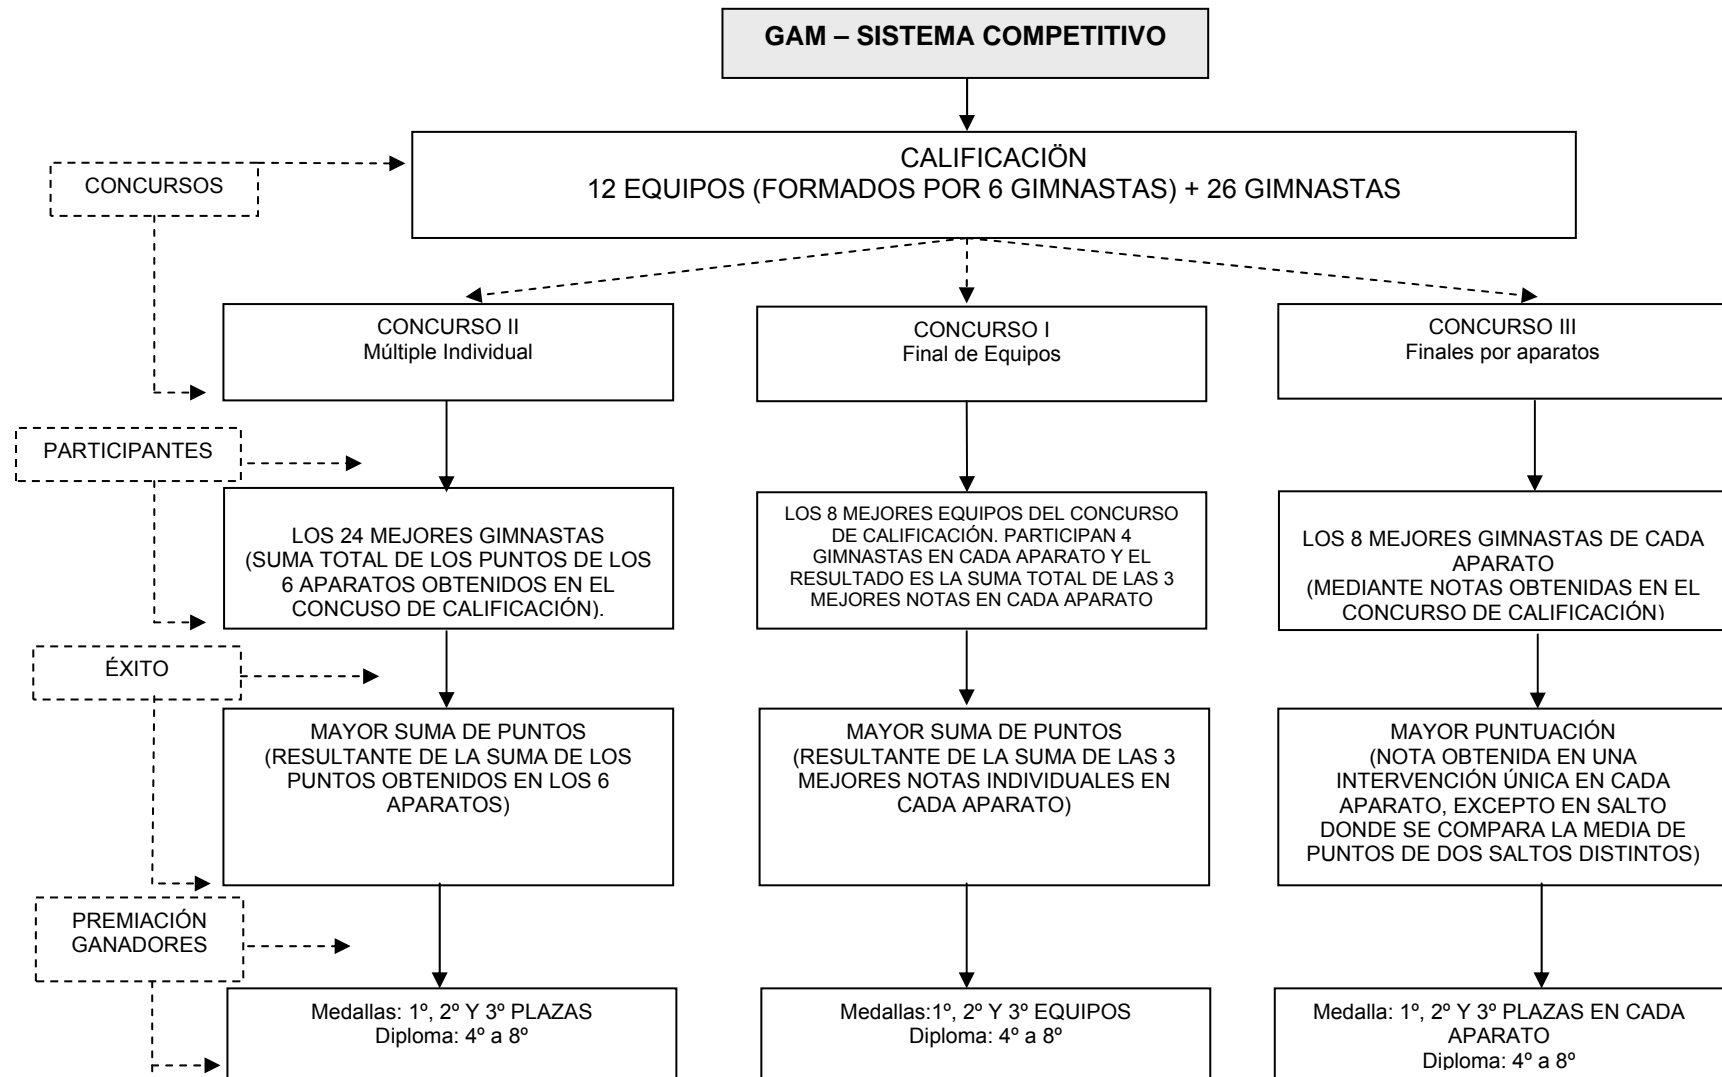 GAM – SISTEMA COMPETITIVO
CALIFICACIÖN
12 EQUIPOS (FORMADOS POR 6 GIMNASTAS) + 26 GIMNASTAS
CONCURSOS
CONCURSO II
Múltiple Individual
CONCURSO I
Final de Equipos
CONCURSO III
Finales por aparatos
PARTICIPANTES
LOS 24 MEJORES GIMNASTAS
(SUMA TOTAL DE LOS PUNTOS DE LOS
6 APARATOS OBTENIDOS EN EL
CONCUSO DE CALIFICACIÓN).
LOS 8 MEJORES EQUIPOS DEL CONCURSO
DE CALIFICACIÓN. PARTICIPAN 4
GIMNASTAS EN CADA APARATO Y EL
RESULTADO ES LA SUMA TOTAL DE LAS 3
MEJORES NOTAS EN CADA APARATO
LOS 8 MEJORES GIMNASTAS DE CADA
APARATO
(MEDIANTE NOTAS OBTENIDAS EN EL
CONCURSO DE CALIFICACIÓN)
ÉXITO
MAYOR SUMA DE PUNTOS
(RESULTANTE DE LA SUMA DE LOS
PUNTOS OBTENIDOS EN LOS 6
APARATOS)
MAYOR SUMA DE PUNTOS
(RESULTANTE DE LA SUMA DE LAS 3
MEJORES NOTAS INDIVIDUALES EN
CADA APARATO)
MAYOR PUNTUACIÓN
(NOTA OBTENIDA EN UNA
INTERVENCIÓN ÚNICA EN CADA
APARATO, EXCEPTO EN SALTO
DONDE SE COMPARA LA MEDIA DE
PUNTOS DE DOS SALTOS DISTINTOS)
PREMIACIÓN
GANADORES
Medallas: 1º, 2º Y 3º PLAZAS
Diploma: 4º a 8º
Medallas:1º, 2º Y 3º EQUIPOS
Diploma: 4º a 8º
Medalla: 1º, 2º Y 3º PLAZAS EN CADA
APARATO
Diploma: 4º a 8º